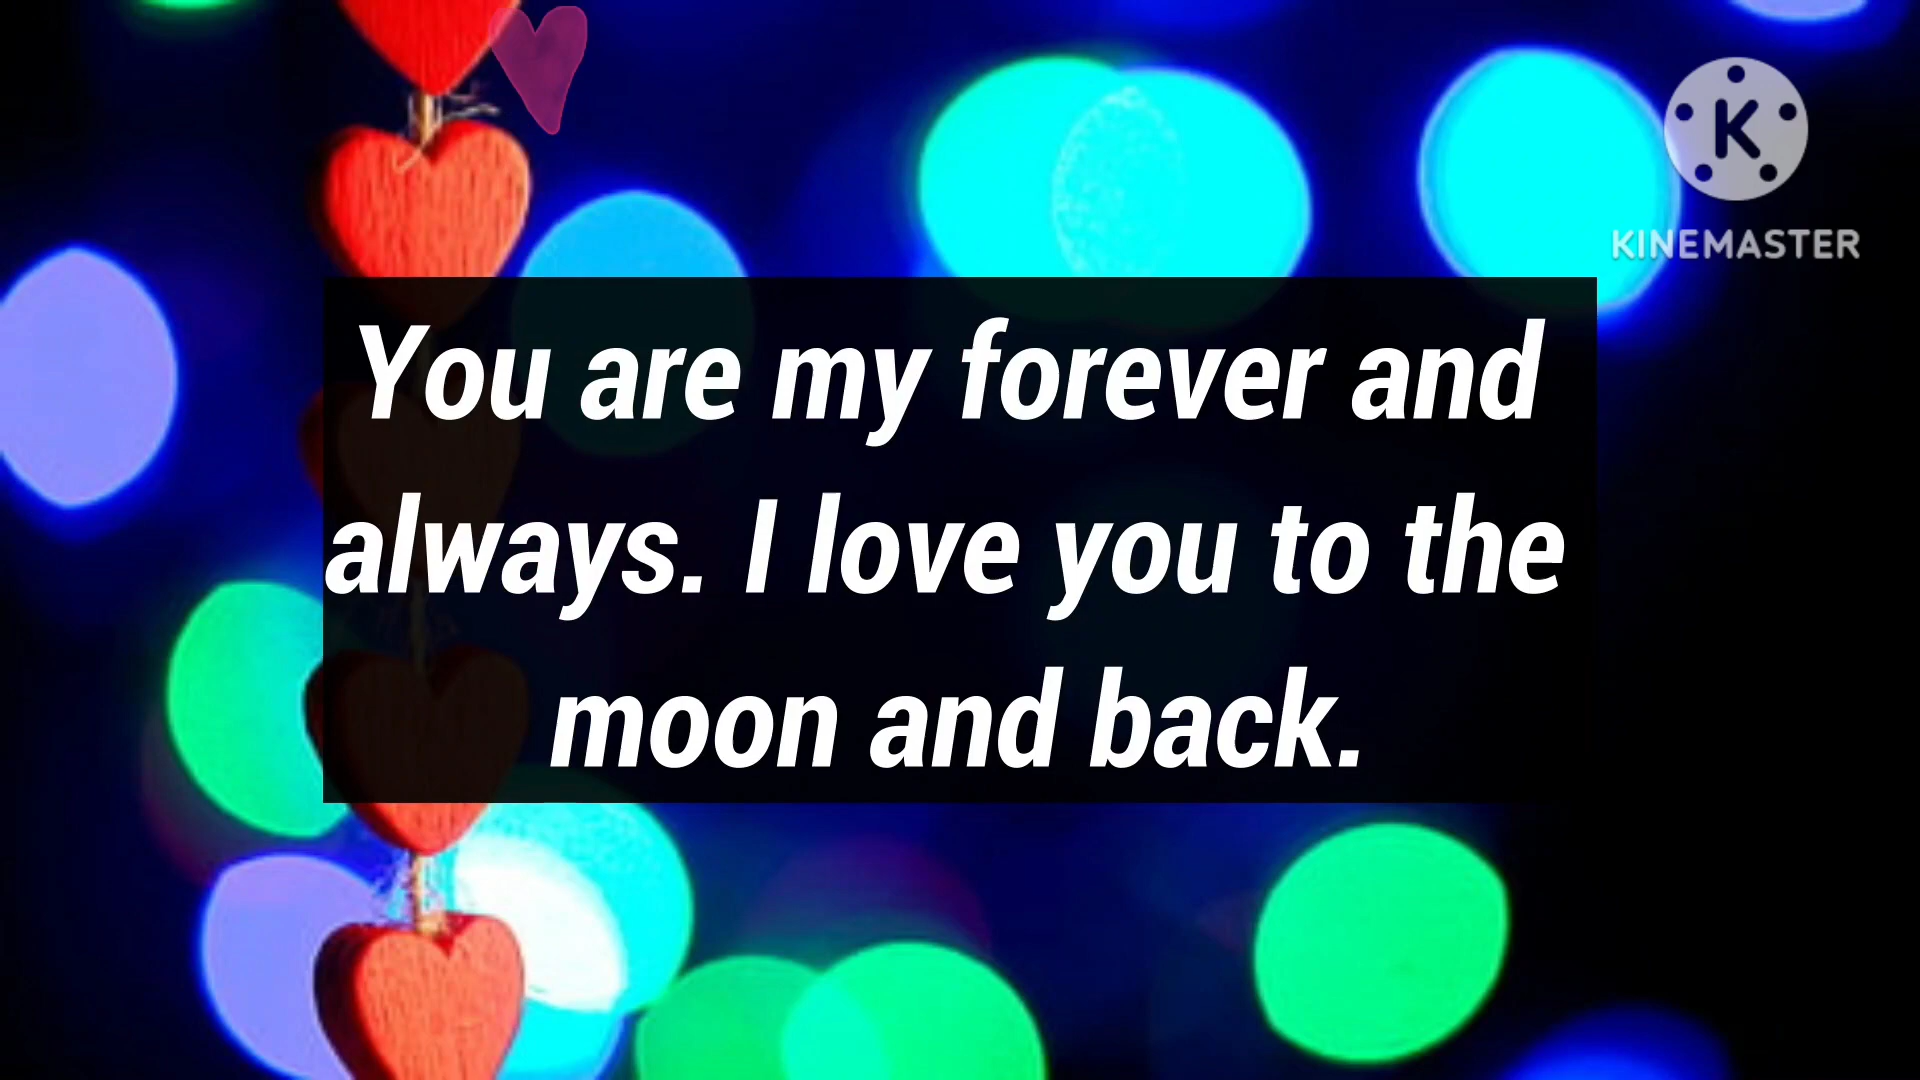 K
KINEMASTER
You are my forever and
always. I love you to the
moon and back.